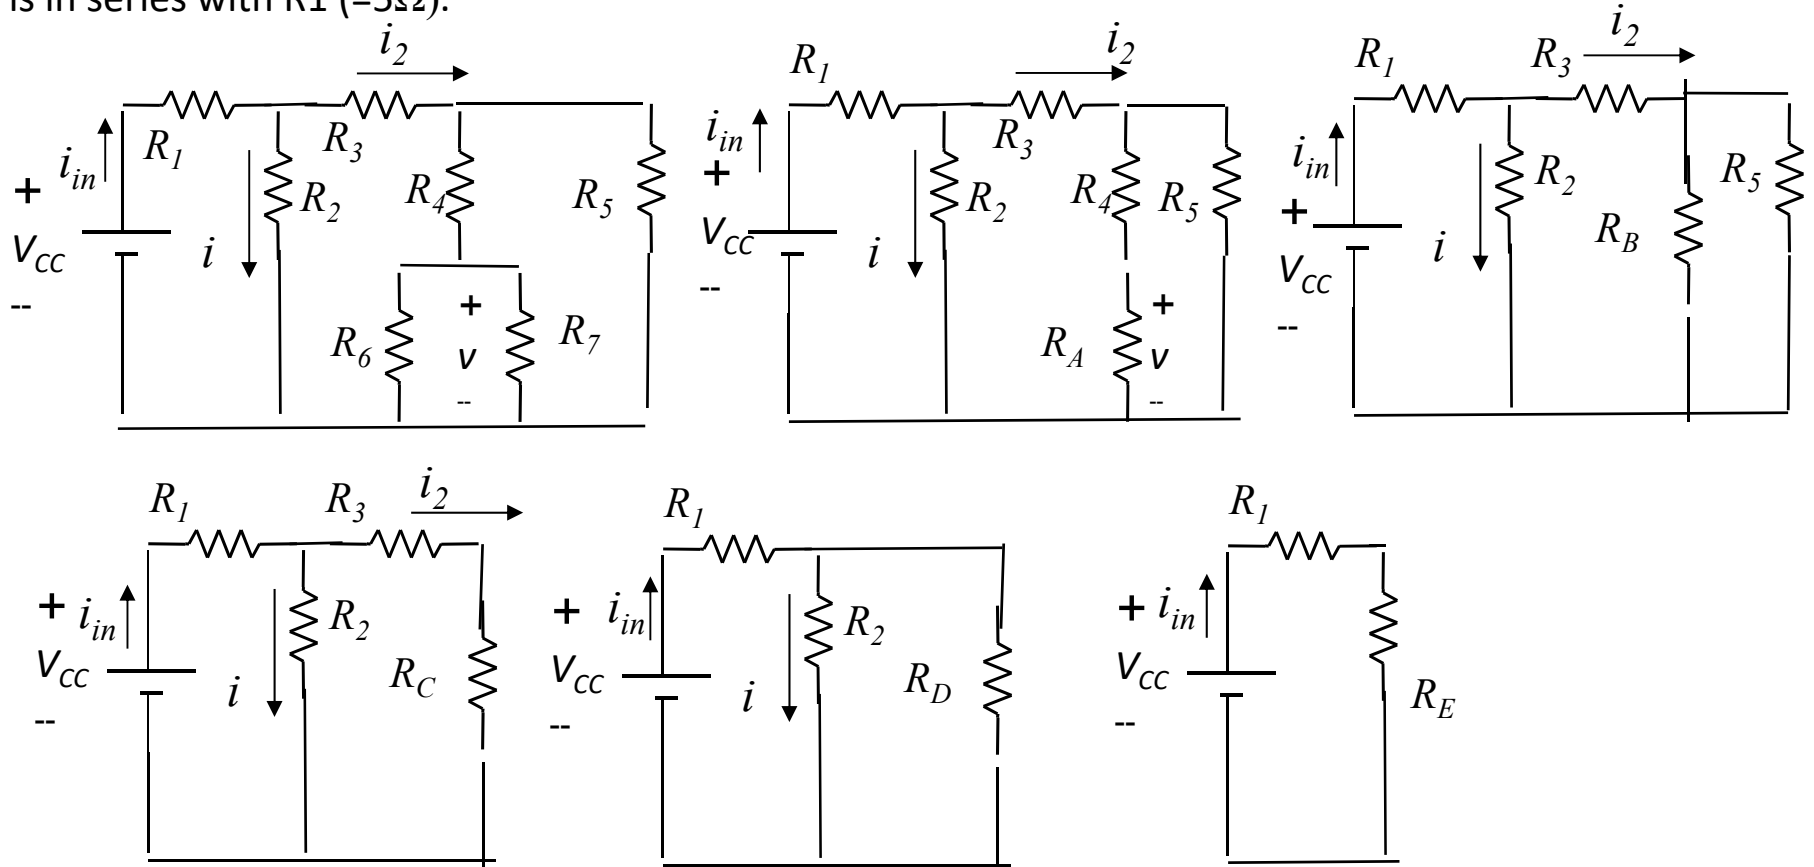 is in series with R1 (=5Ω).
i2
R1
R3
iin
R2
R4
R5
+
VCC
--
i
R6
+
v
--
R7
i2
R1
R3
iin
+
VCC
--
R2
R4
R5
i
RA
+
v
--
i2
R1
R3
iin
R2
R5
+
VCC
--
i
RB
R1
R3
i2
+
iin
VCC
--
R2
i
RC
R1
+
iin
VCC
--
R2
i
RD
R1
+
iin
VCC
--
RE